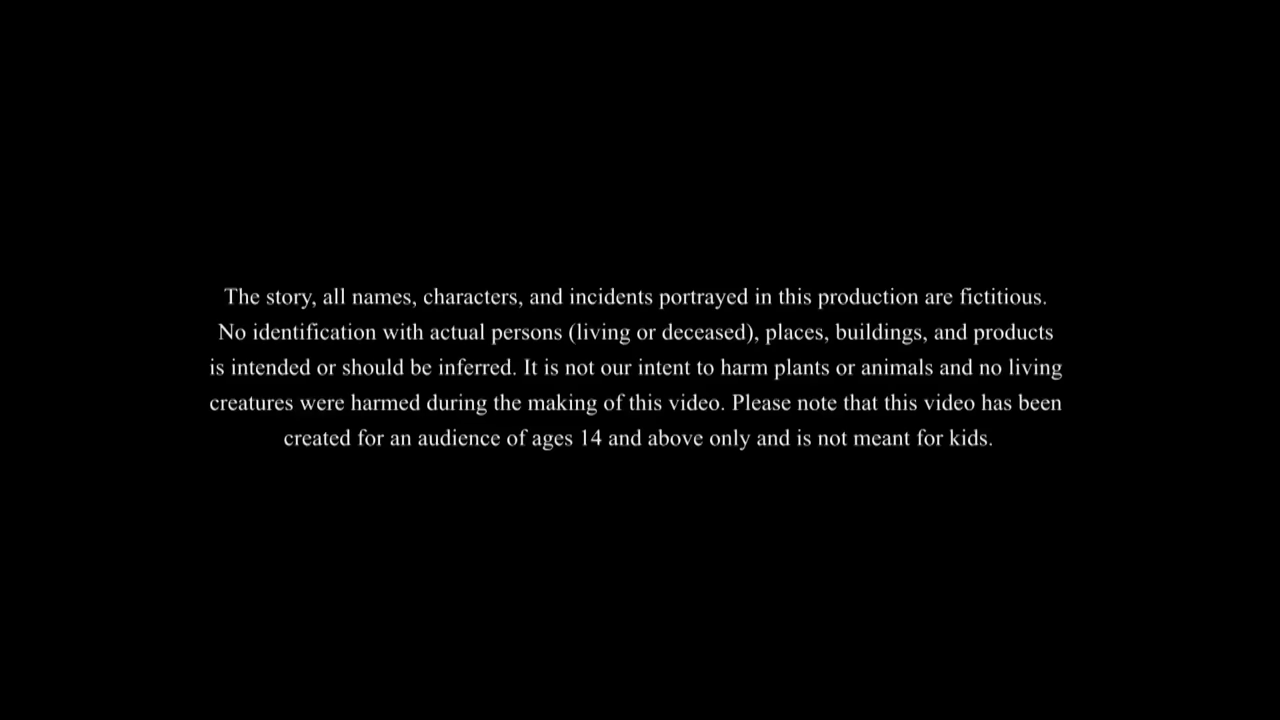 The story, all names, characters, and incidents portrayed in this production are fictitious.
No identification with actual persons (living or deceased), places, buildings, and products
is intended or should be inferred. It is not our intent to harm plants or animals and no living
creatures were harmed during the making of this video. Please note that this video has been
created for an audience of ages 14 and above only and is not meant for kids.